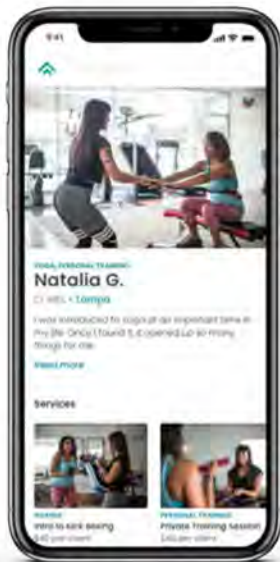 9:41
YOGA, PERSONAL TRAINING
Natalia G.
• Tampa
I was introduced to yoga at an important time in
my life. Once I found it, it opened up so many
things for me.
Read more
Services
Intro to Kick Boxing
PERSONAL TRAINING
Private Training Session